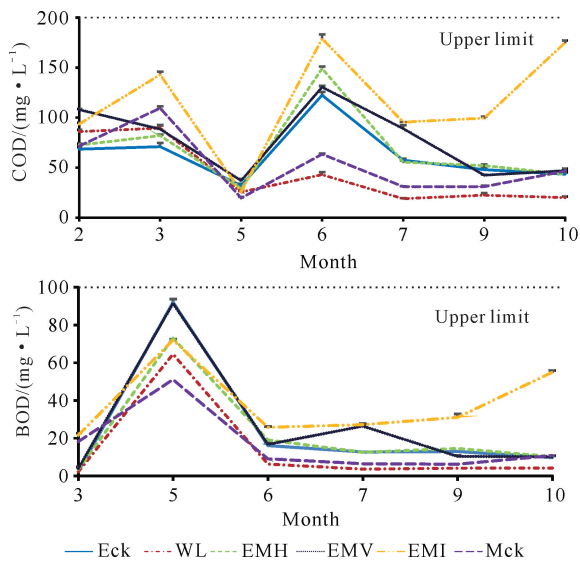 200
Upper limit
150
100
50
0
COD/(mg • L⁻¹)
2 3 5 6 7 9 10
Month
100
Upper limit
80
60
40
20
0
BOD/(mg • L⁻¹)
3 5 6 7 9 10
Month
Eck WL EMH EMV EMI Mck